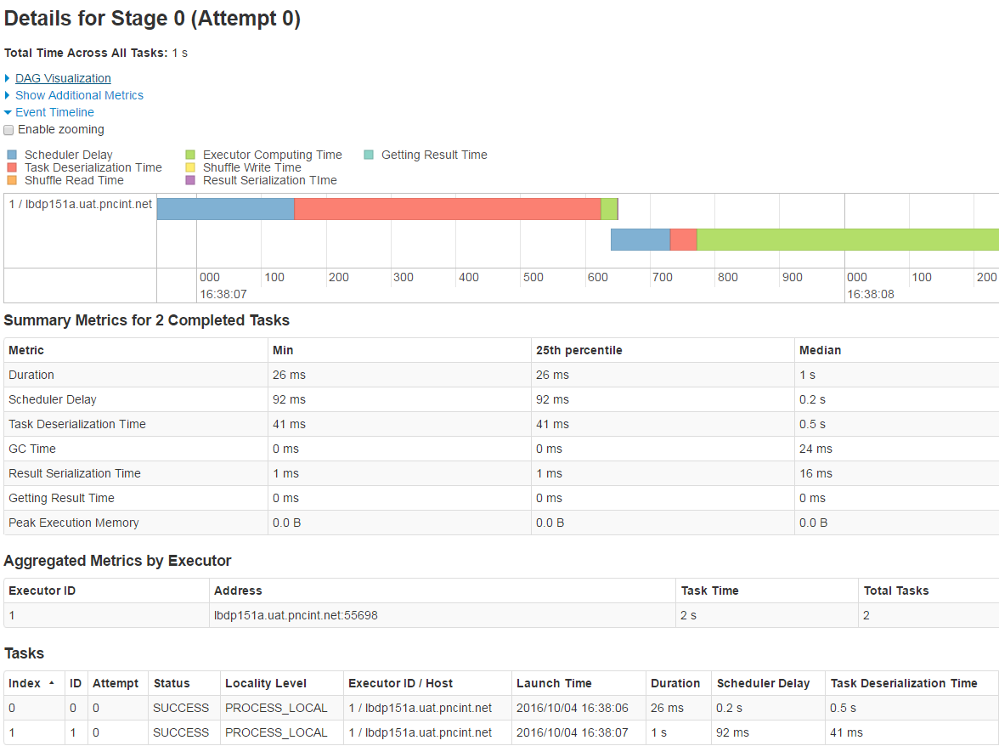 Details for Stage 0 (Attempt 0)
Total Time Across All Tasks: 1 s
DAG Visualization
Show Additional Metrics
Event Timeline
Enable zooming
Scheduler Delay Executor Computing Time Getting Result Time
Task Deserialization Time Shuffle Write Time
Shuffle Read Time Result Serialization TIme
1 / lbdp151a.uat.pncint.net
000 100 200 300 400 500 600 700 800 900 000 100 200
16:38:07 16:38:08
Summary Metrics for 2 Completed Tasks
Metric Min 25th percentile Median
Duration 26 ms 26 ms 1 s
Scheduler Delay 92 ms 92 ms 0.2 s
Task Deserialization Time 41 ms 41 ms 0.5 s
GC Time 0 ms 0 ms 24 ms
Result Serialization Time 1 ms 1 ms 16 ms
Getting Result Time 0 ms 0 ms 0 ms
Peak Execution Memory 0.0 B 0.0 B 0.0 B
Aggregated Metrics by Executor
Executor ID Address Task Time Total Tasks
1 lbdp151a.uat.pncint.net:55698 2 s 2
Tasks
Index ID Attempt Status Locality Level Executor ID / Host Launch Time Duration Scheduler Delay Task Deserialization Time
0 0 0 SUCCESS PROCESS_LOCAL 1 / lbdp151a.uat.pncint.net 2016/10/04 16:38:06 26 ms 0.2 s 0.5 s
1 1 0 SUCCESS PROCESS_LOCAL 1 / lbdp151a.uat.pncint.net 2016/10/04 16:38:07 1 s 92 ms 41 ms